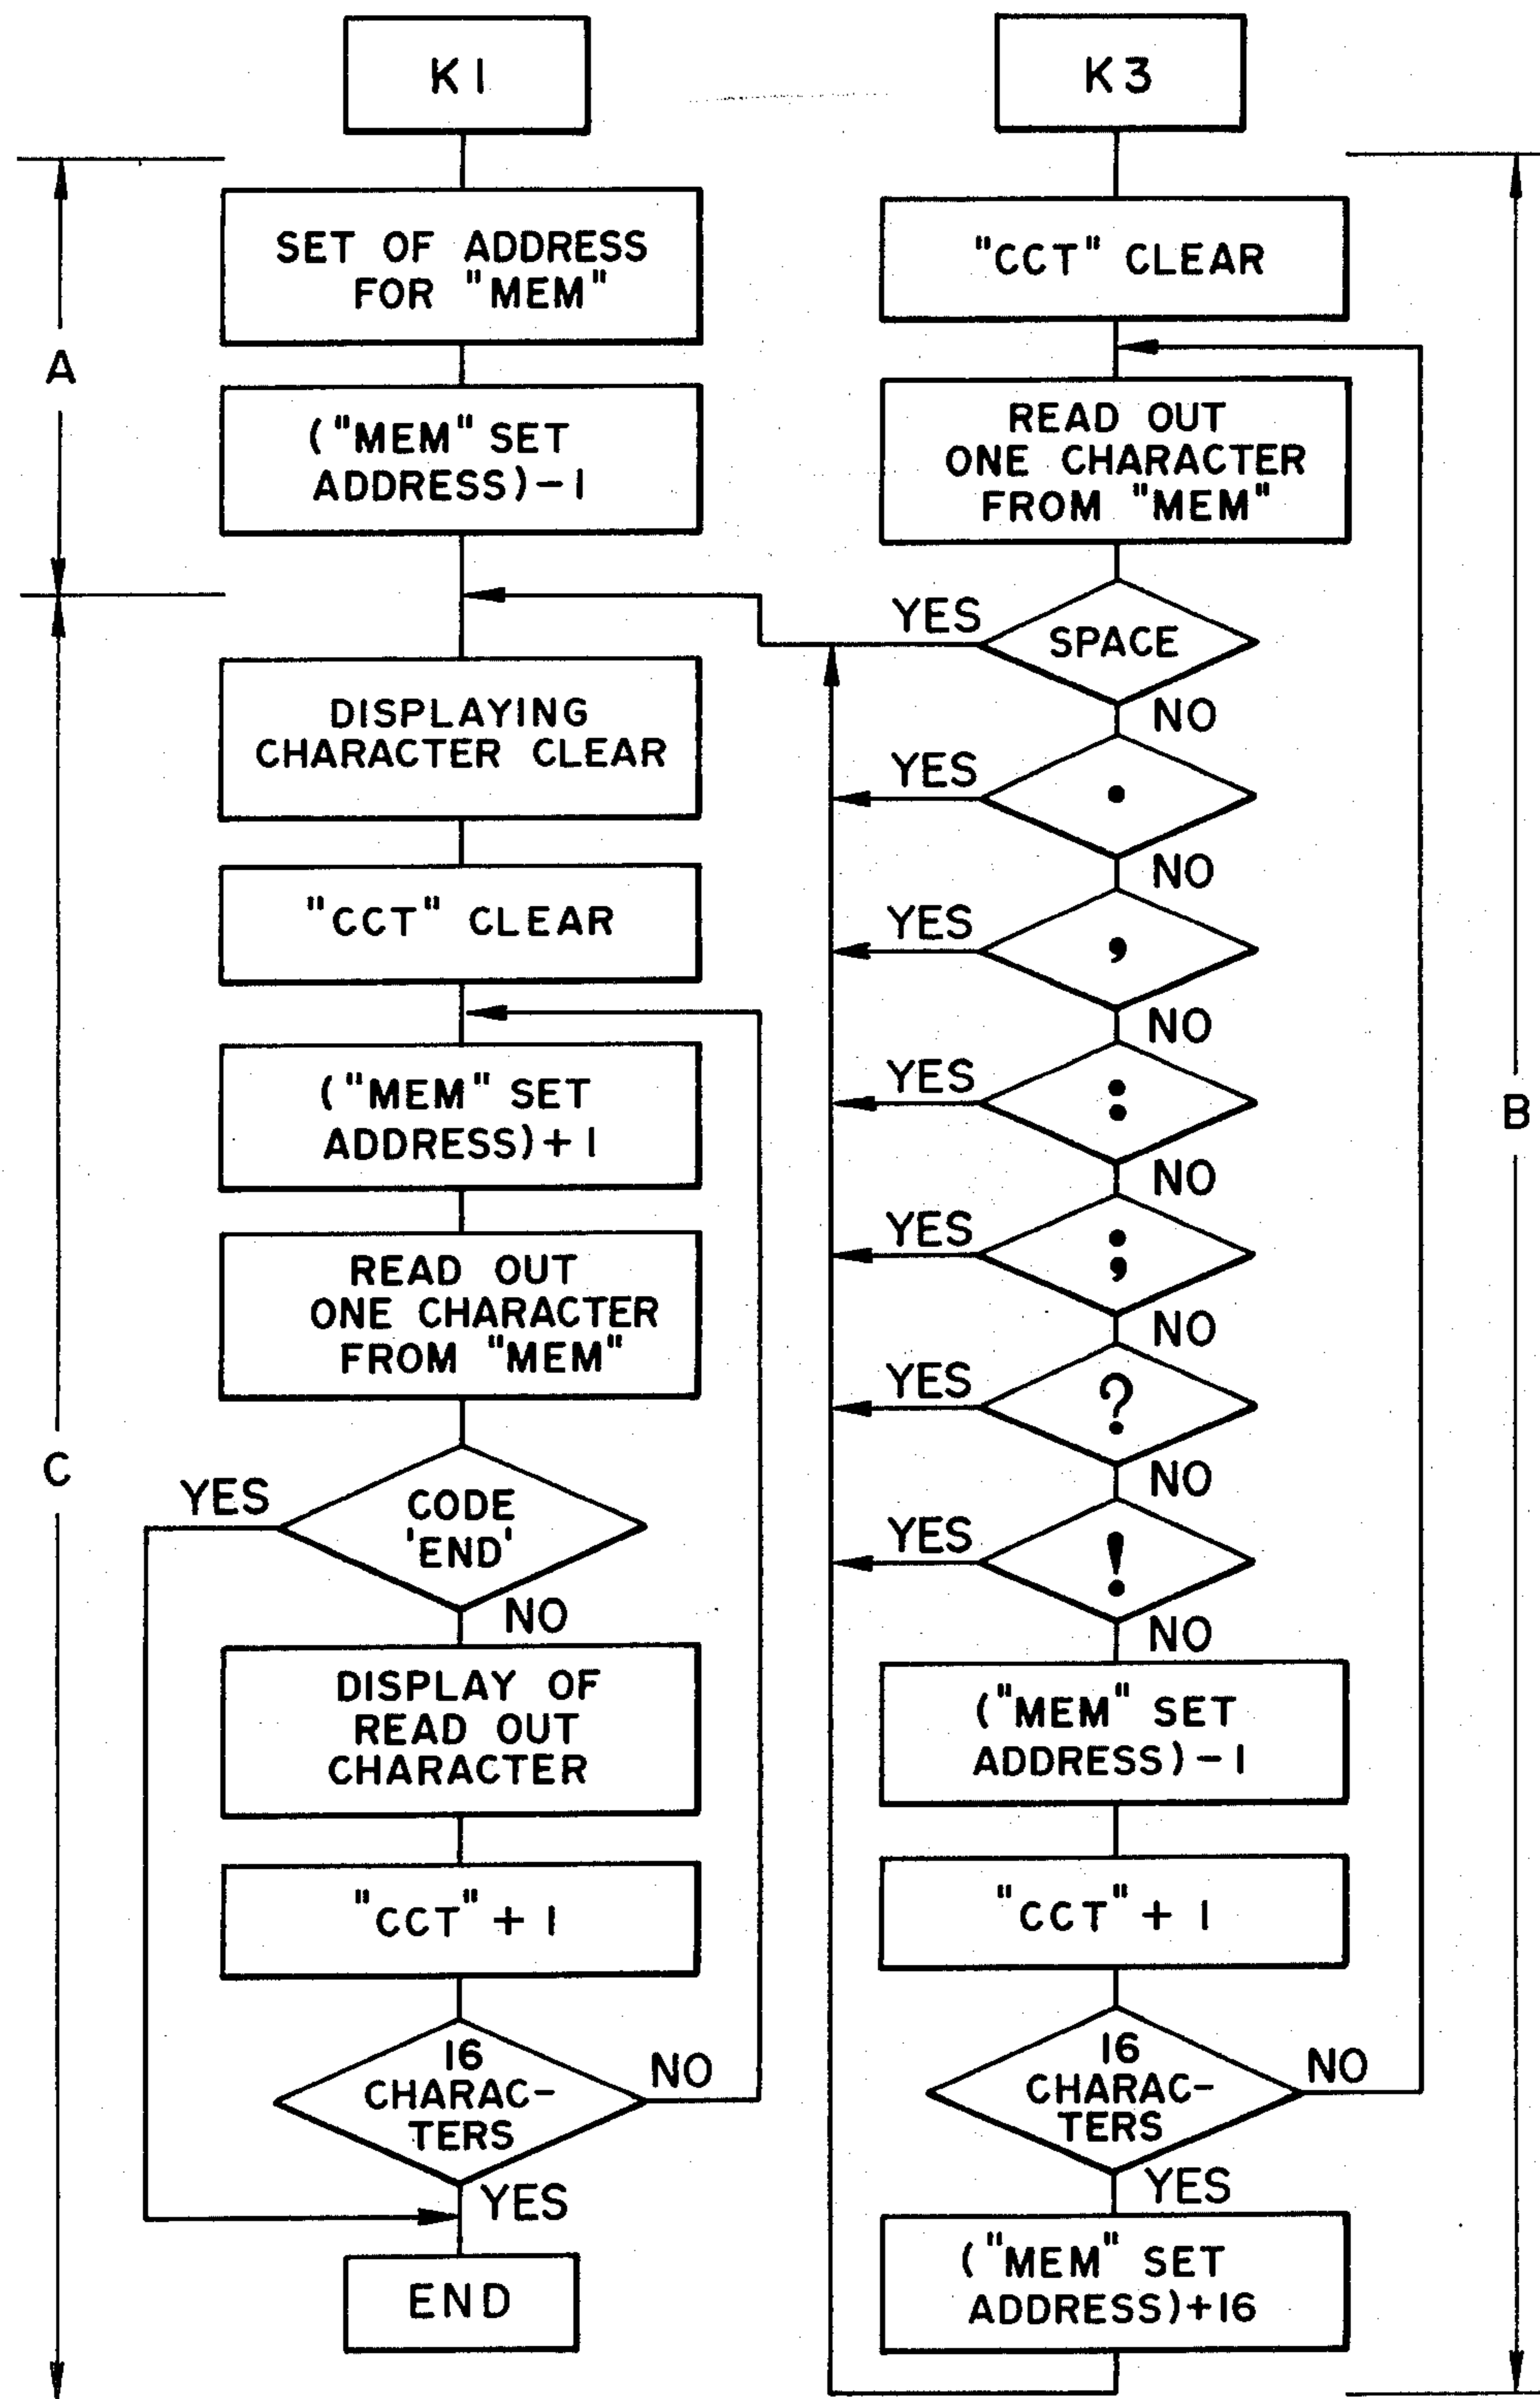 K1
SET OF ADDRESS
FOR "MEM"
A
("MEM" SET
ADDRESS)-1
DISPLAYING
CHARACTER CLEAR
"CCT" CLEAR
("MEM" SET
ADDRESS)+1
READ OUT
ONE CHARACTER
FROM "MEM"
C
YES
CODE
'END'
NO
DISPLAY OF
READ OUT
CHARACTER
"CCT" + 1
16
CHARAC-
TERS
NO
YES
END
K3
"CCT" CLEAR
READ OUT
ONE CHARACTER
FROM "MEM"
YES
SPACE
NO
YES
.
NO
YES
,
NO
YES
:
NO
B
YES
;
NO
YES
?
NO
YES
!
NO
("MEM" SET
ADDRESS)-1
"CCT" + 1
16
CHARAC-
TERS
NO
YES
("MEM" SET
ADDRESS)+16